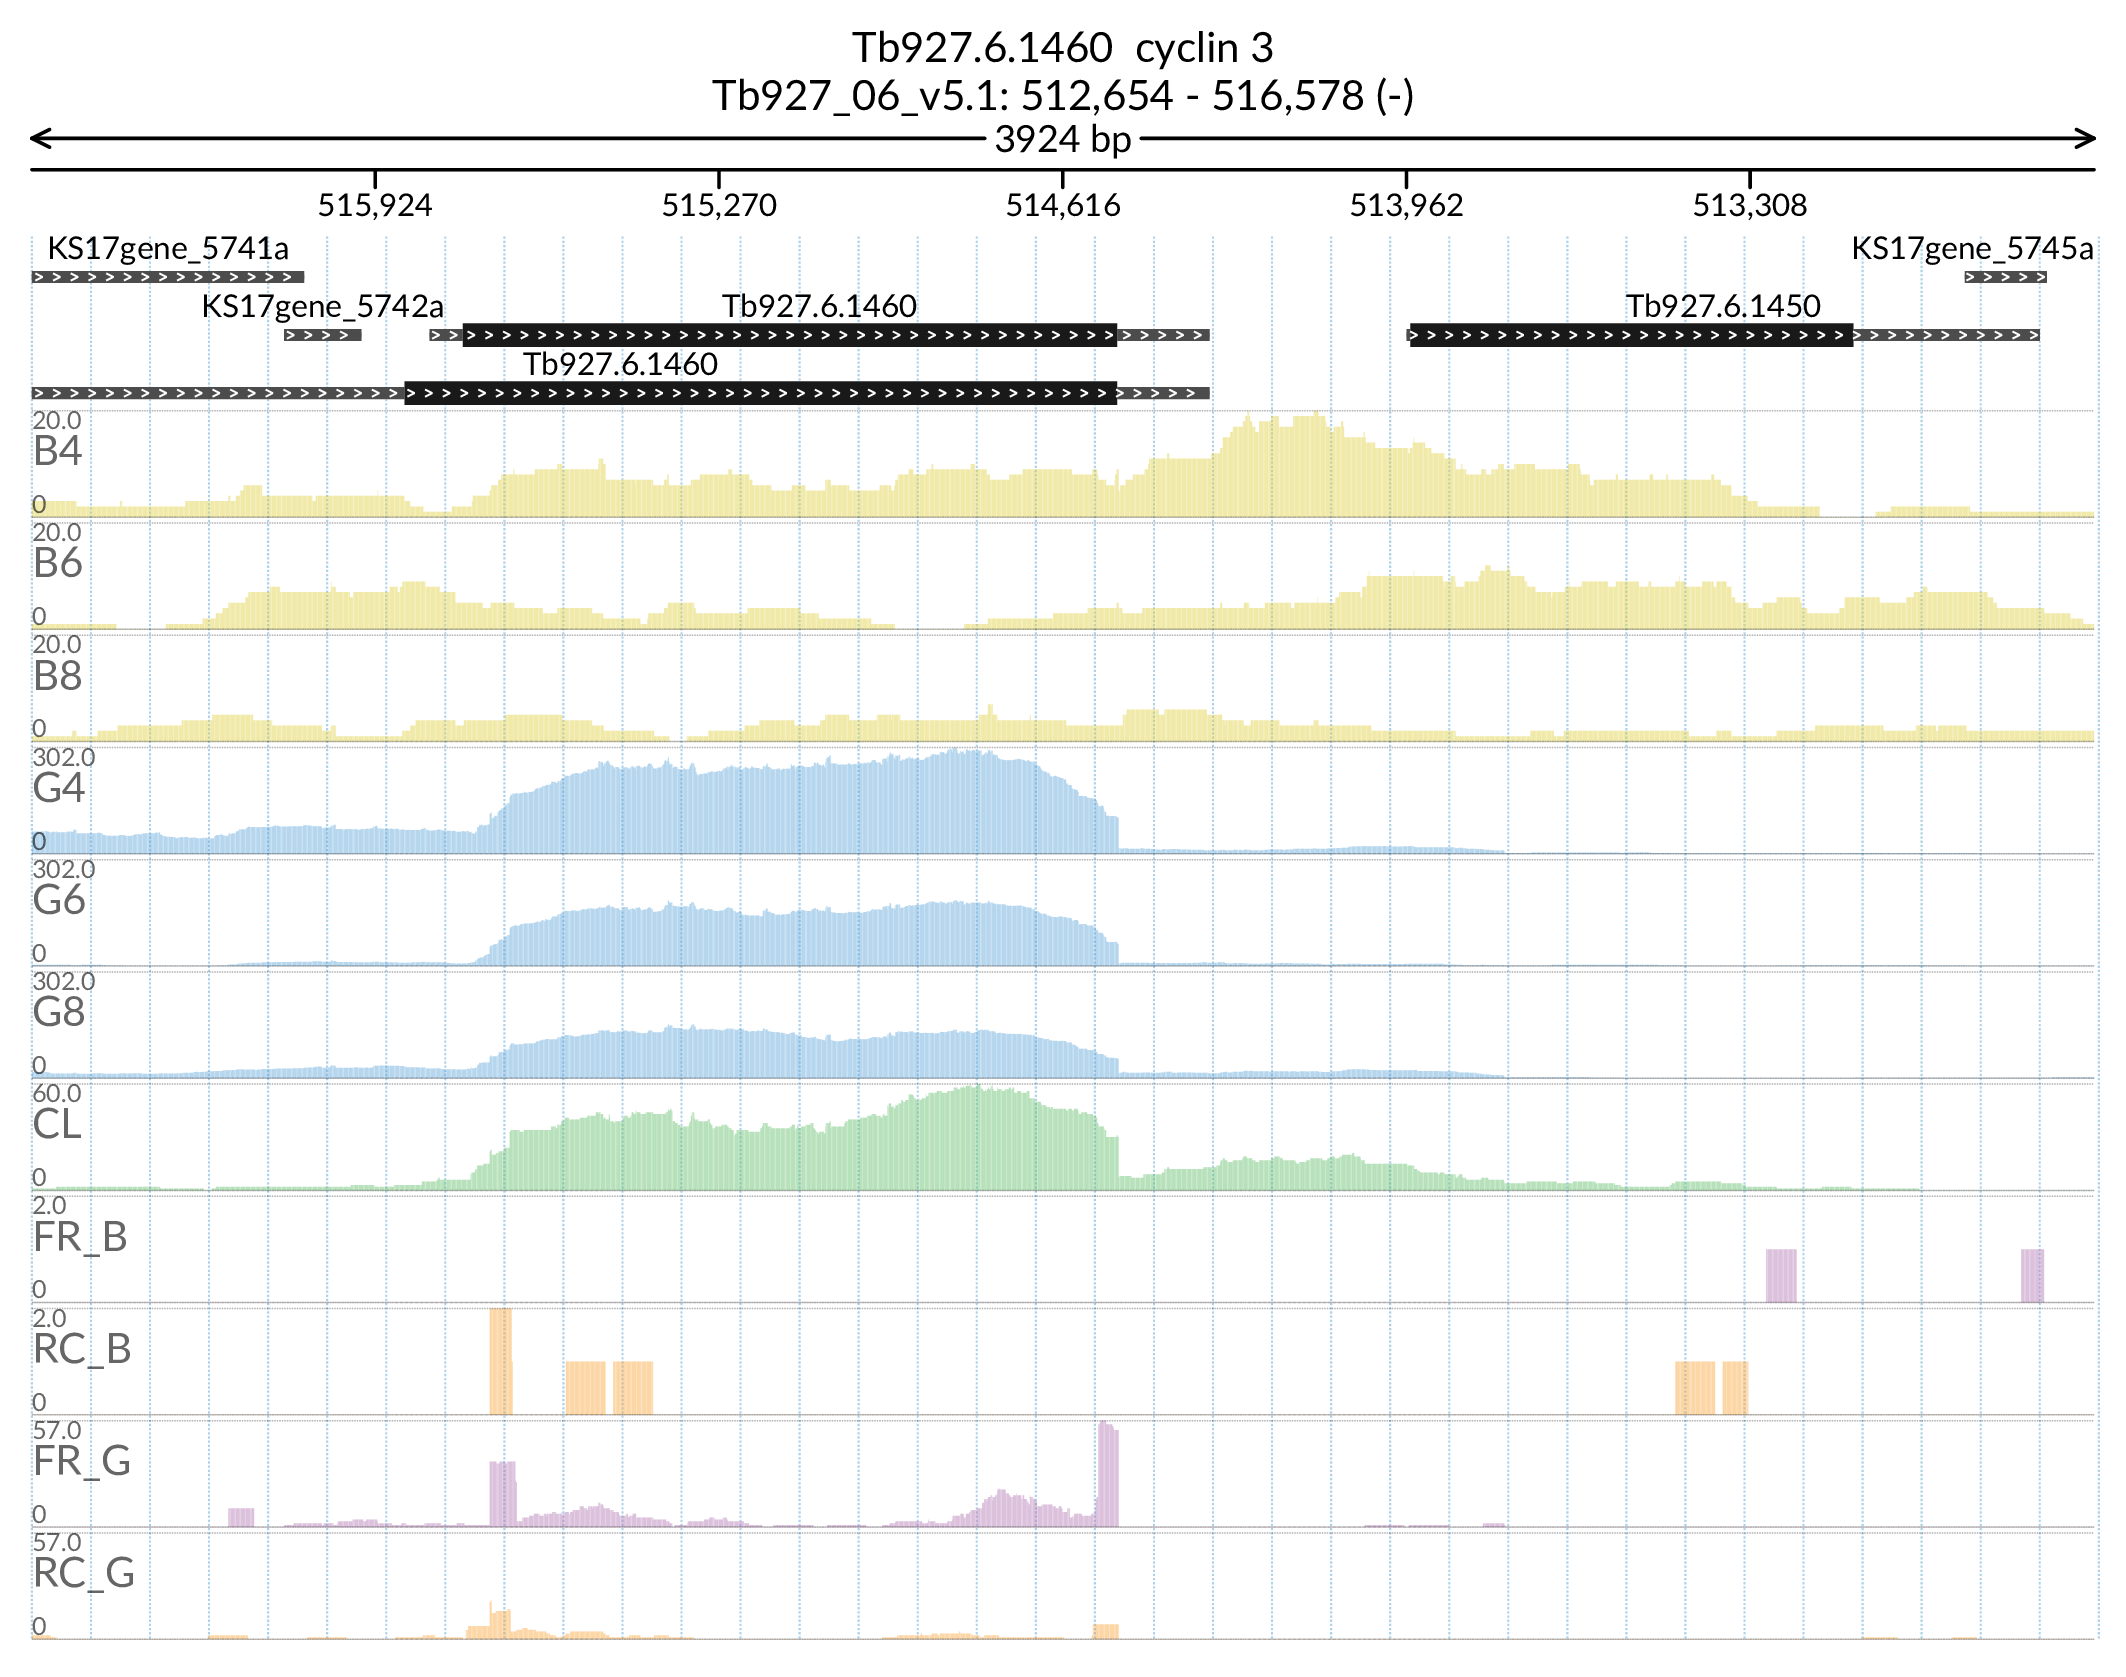 Tb927.6.1460  cyclin 3
Tb927_06_v5.1: 512,654 - 516,578 (-)
3924 bp
515,924 515,270 514,616 513,962 513,308
KS17gene_5741a KS17gene_5745a
KS17gene_5742a Tb927.6.1460 Tb927.6.1450
Tb927.6.1460
20.0
B4
0
20.0
B6
0
20.0
B8
0
302.0
G4
0
302.0
G6
0
302.0
G8
0
60.0
CL
0
2.0
FR_B
0
2.0
RC_B
0
57.0
FR_G
0
57.0
RC_G
0